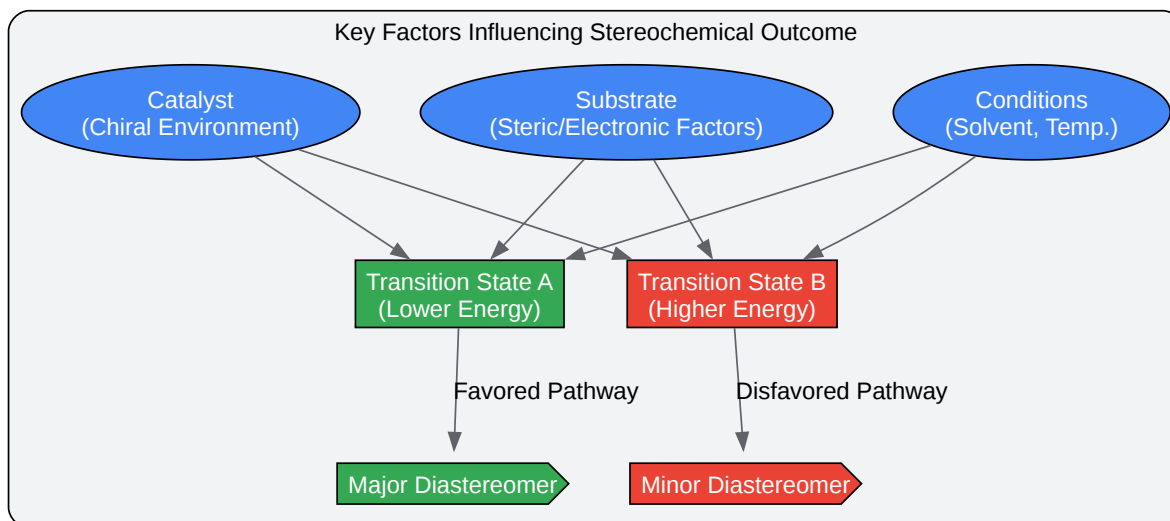 Key Factors Influencing Stereochemical Outcome
Catalyst
(Chiral Environment)
Substrate
(Steric/Electronic Factors)
Conditions
(Solvent, Temp.)
Transition State A
(Lower Energy)
Transition State B
(Higher Energy)
Favored Pathway
Disfavored Pathway
Major Diastereomer
Minor Diastereomer